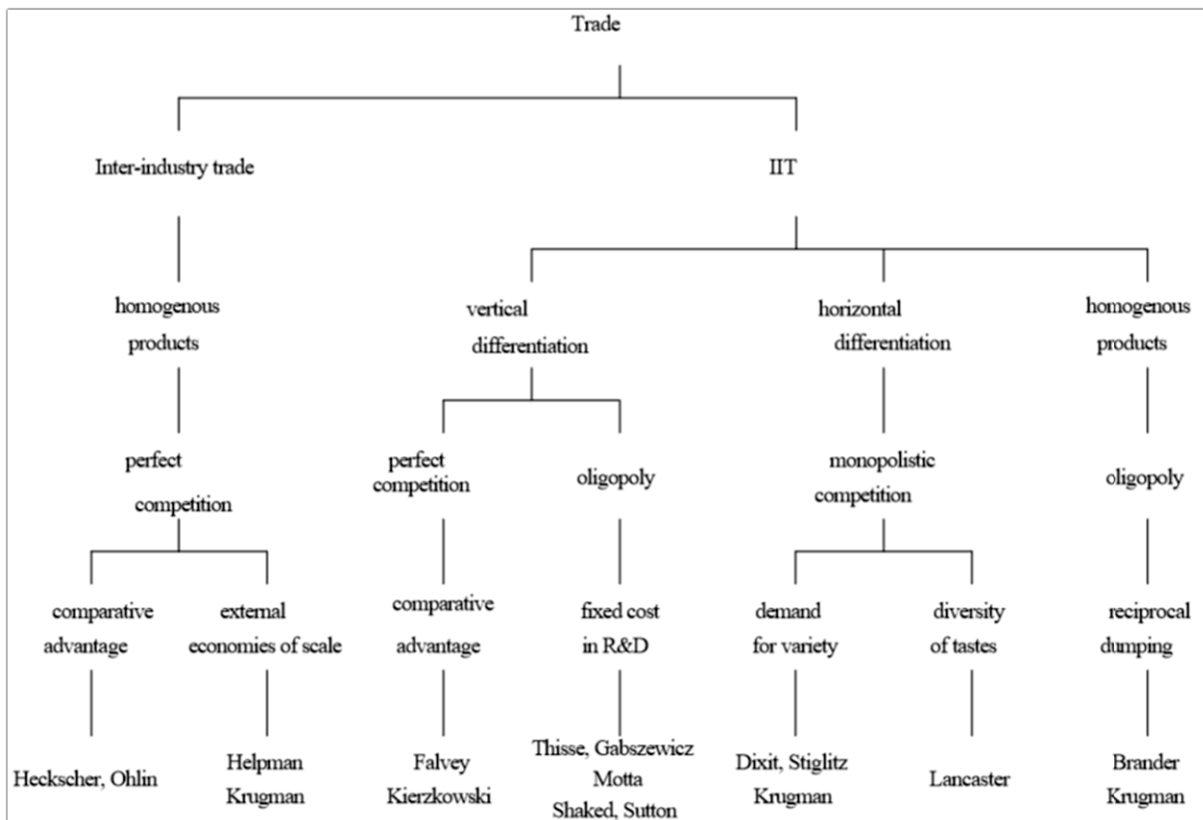 Trade
Inter-industry trade
IIT
homogenous
products
vertical
differentiation
horizontal
differentiation
homogenous
products
perfect
competition
perfect
competition
oligopoly
monopolistic
competition
oligopoly
comparative
advantage
external
economies of scale
comparative
advantage
fixed cost
in R&D
demand
for variety
diversity
of tastes
reciprocal
dumping
Heckscher, Ohlin
Helpman
Krugman
Falvey
Kierzkowski
Thisse, Gabszewicz
Motta
Shaked, Sutton
Dixit, Stiglitz
Krugman
Lancaster
Brander
Krugman